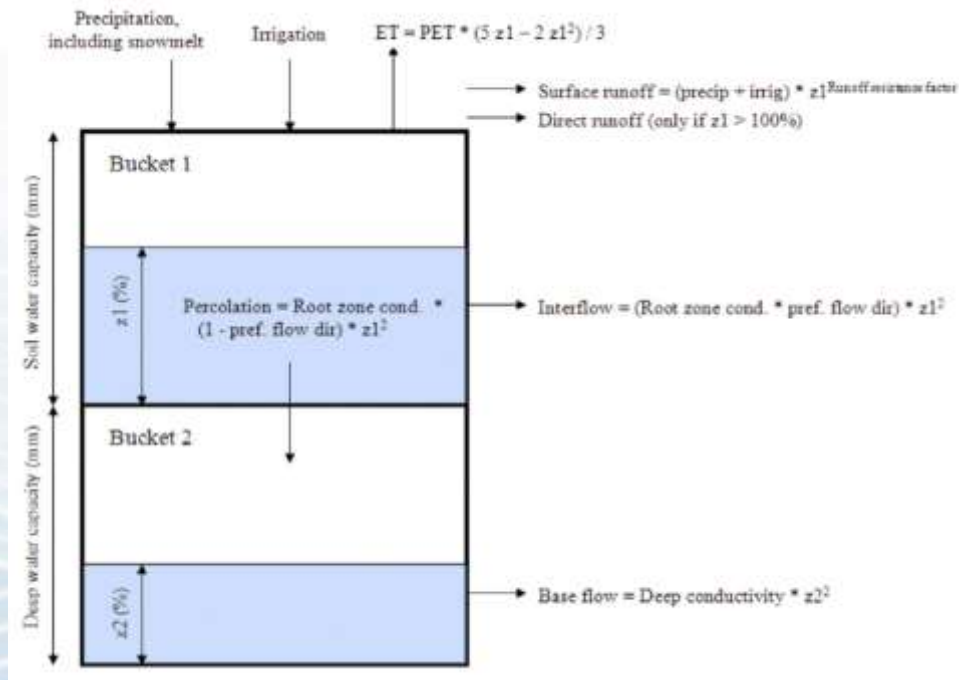 Precipitation,
including snowmelt
Irrigation
ET = PET * (5 z1 – 2 z1²) / 3
Surface runoff = (precip + irrig) * z1^Runoff resistance factor
Direct runoff (only if z1 > 100%)
Bucket 1
Soil water capacity (mm)
z1 (%)
Percolation = Root zone cond. *
(1 - pref. flow dir) * z1²
Interflow = (Root zone cond. * pref. flow dir) * z1²
Bucket 2
Deep water capacity (mm)
z2 (%)
Base flow = Deep conductivity * z2²